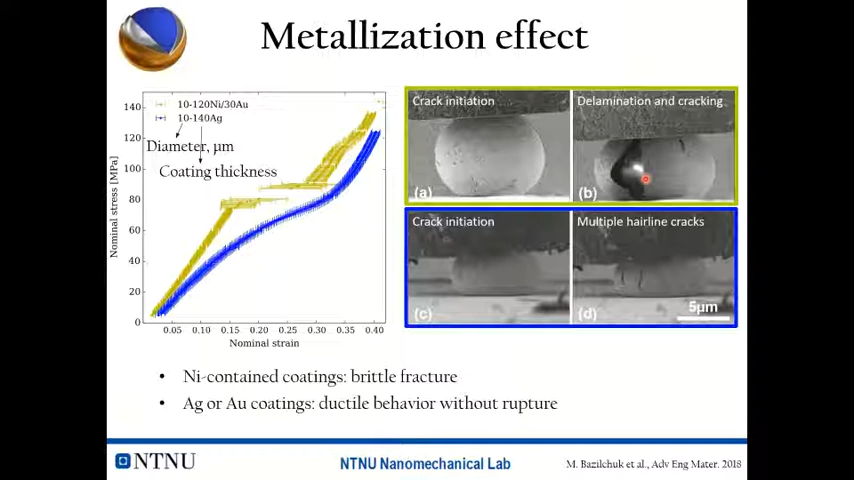 Metallization effect
140
120
100
80
60
40
20
0
Nominal stress [MPa]
10-120Ni/30Au
10-140Ag
Diameter, μm
Coating thickness
0.05 0.10 0.15 0.20 0.25 0.30 0.35 0.40
Nominal strain
Crack initiation
(a)
Delamination and cracking
(b)
Crack initiation
(c)
Multiple hairline cracks
(d)
5μm
• Ni-contained coatings: brittle fracture
• Ag or Au coatings: ductile behavior without rupture
NTNU
NTNU Nanomechanical Lab
M. Bazilchuk et al., Adv Eng Mater. 2018